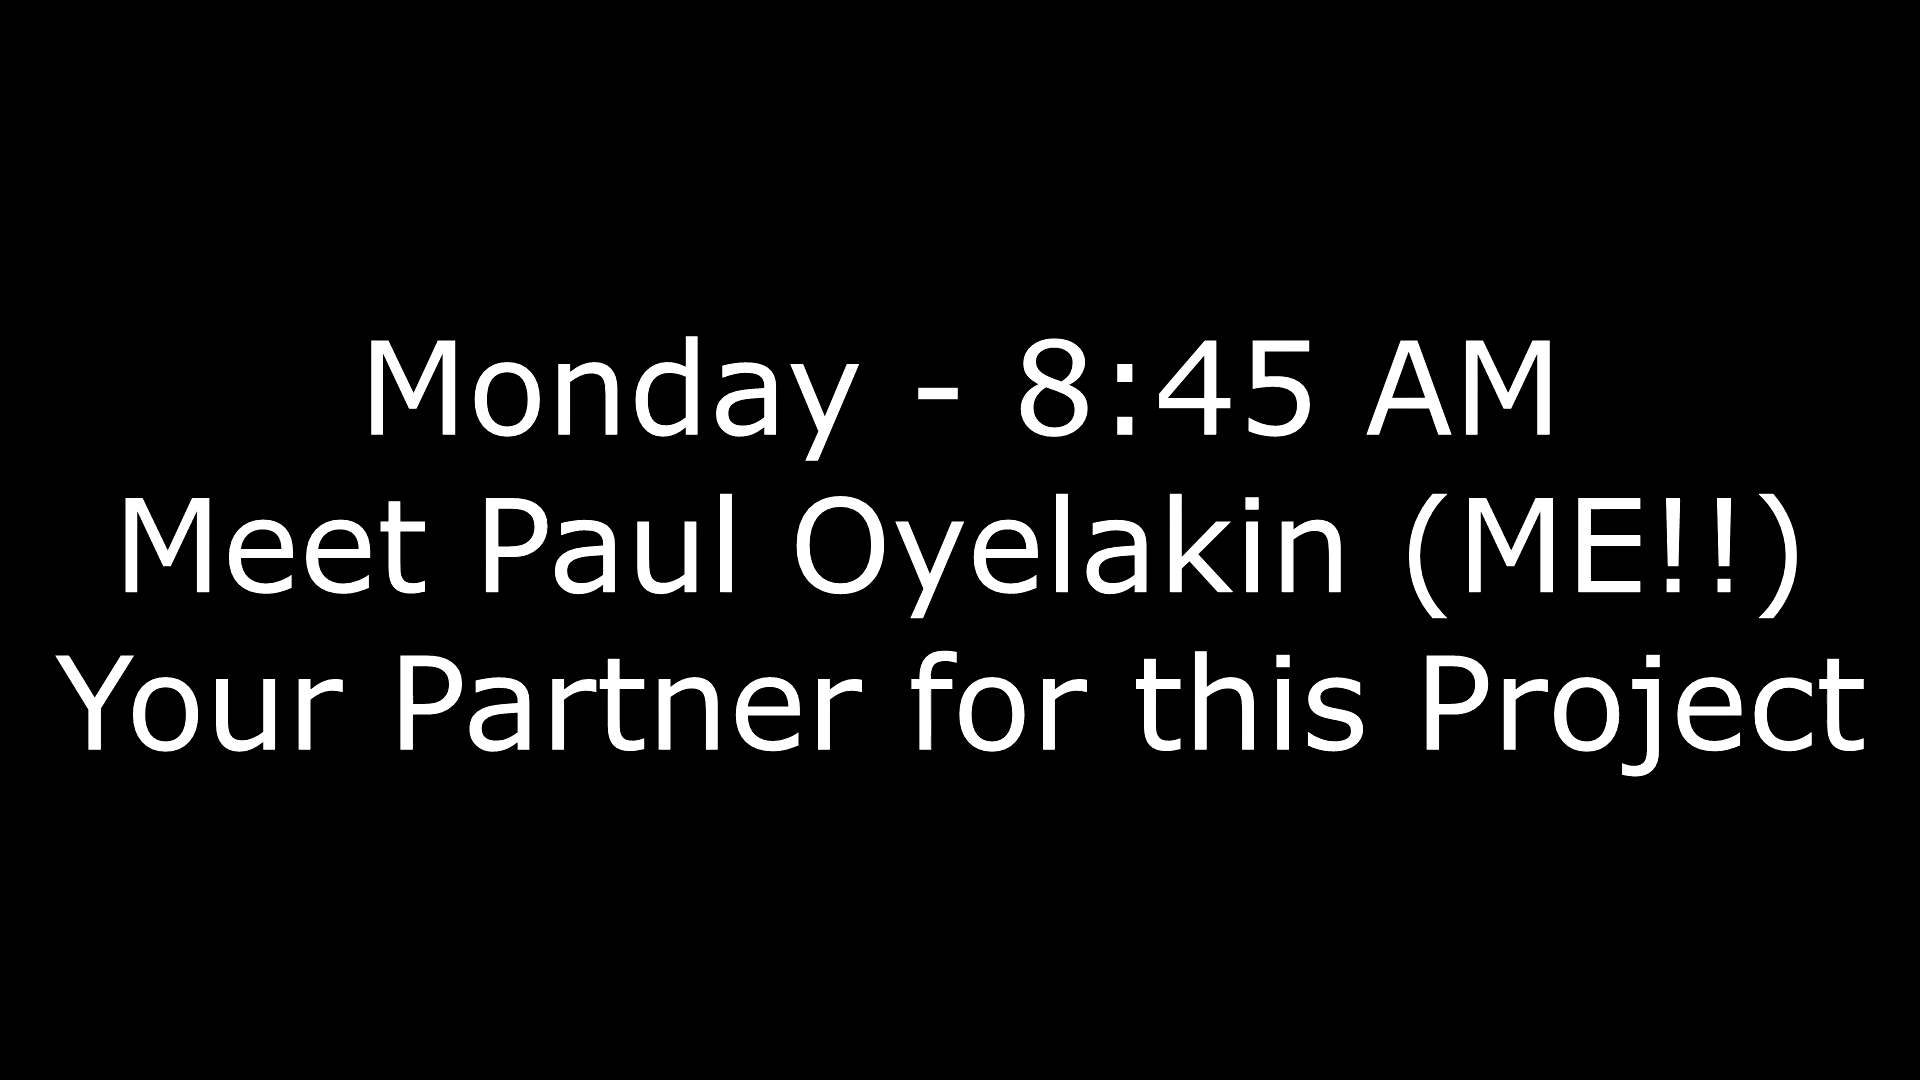 Monday - 8:45 AM
Meet Paul Oyelakin (ME!!)
Your Partner for this Project